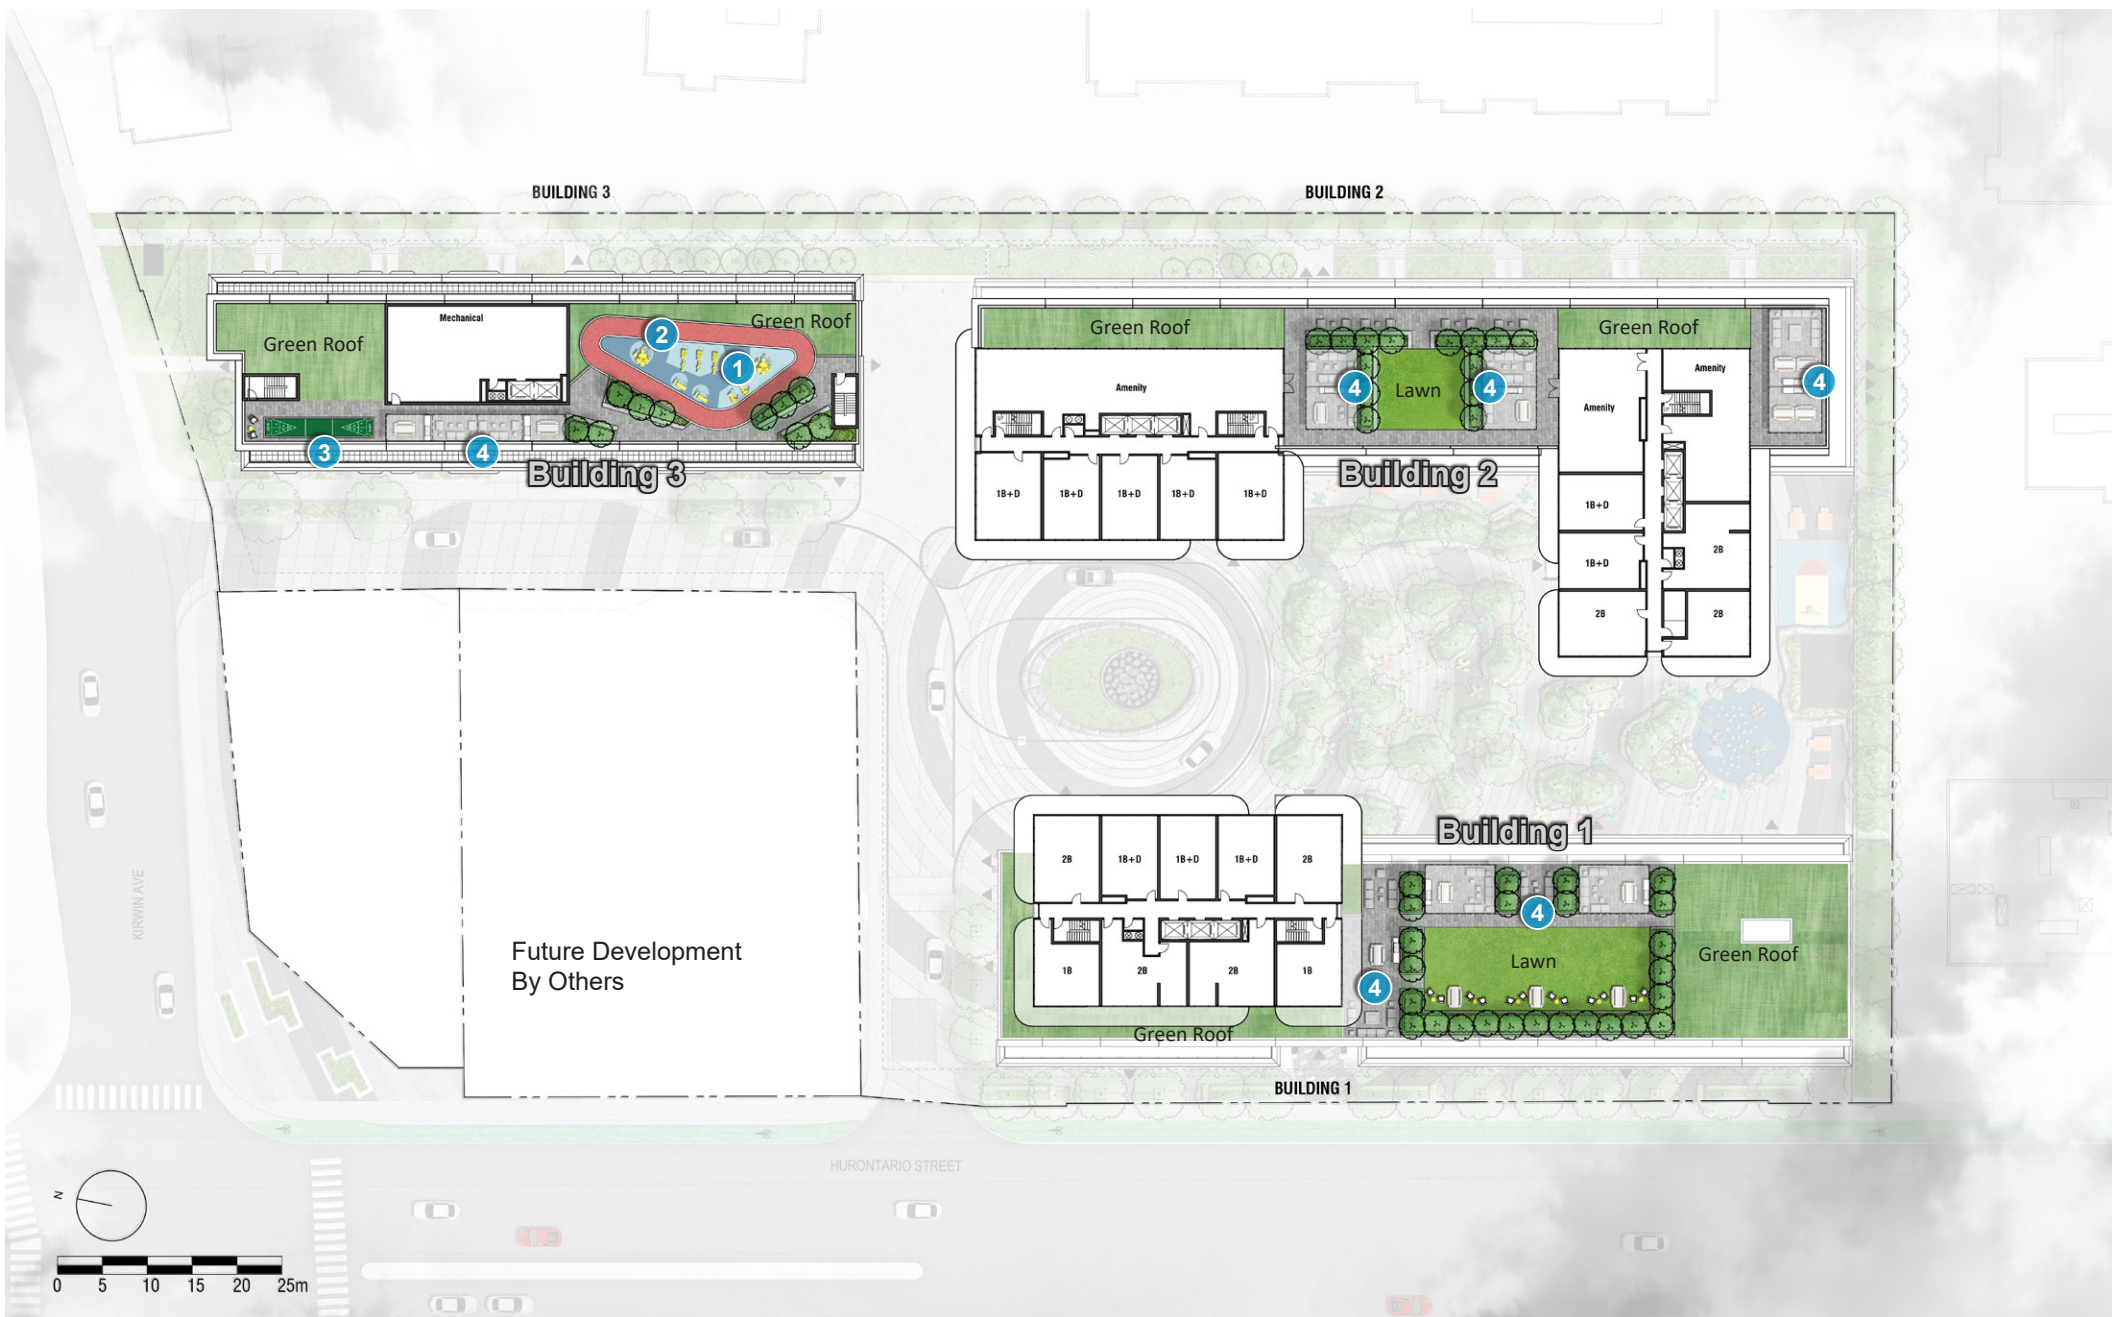 BUILDING 3
BUILDING 2
Green Roof
Mechanical
2
1
Green Roof
3
4
Building 3
Green Roof
Amenity
4
Lawn
4
Green Roof
Amenity
Amenity
4
Building 2
1B+D
1B+D
1B+D
1B+D
1B+D
1B+D
1B+D
2B
2B
2B
Building 1
2B
1B+D
1B+D
1B+D
2B
1B
2B
2B
1B
4
4
Lawn
Green Roof
Green Roof
BUILDING 1
Future Development
By Others
KIRWIN AVE
HURONTARIO STREET
N
0 5 10 15 20 25m